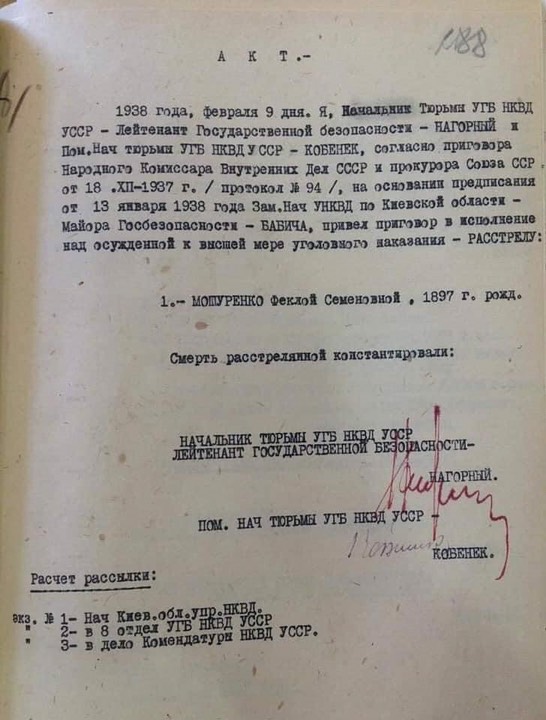 188
А К Т.-
1938 года, февраля 9 дня. Я, Начальник Тюрьмы УГБ НКВД
УССР - Лейтенант Государственной безопасности - НАГОРНЫЙ и
Пом.Нач тюрьмы УГБ НКВД УССР - КОБЕНЕК, согласно приговора
Народного Комиссара Внутренних Дел СССР и прокурора Союза ССР
от 18 .XII-1937 г. / протокол № 94 /, на основании предписания
от 13 января 1938 года Зам.Нач УНКВД по Киевской области -
Майора Госбезопасности - БАБИЧА, привел приговор в исполнение
над осужденной к высшей мере уголовного наказания - РАССТРЕЛУ:
1.- МОШУРЕНКО Феклой Семеновной , 1897 г. рожд.
Смерть расстрелянной константировали:
НАЧАЛЬНИК ТЮРЬМЫ УГБ НКВД УССР
ЛЕЙТЕНАНТ ГОСУДАРСТВЕННОЙ БЕЗОПАСНОСТИ-
НАГОРНЫЙ.
ПОМ. НАЧ ТЮРЬМЫ УГБ НКВД УССР -
КОБЕНЕК.
Расчет рассылки:
экз. № 1- Нач Киев.обл.упр.НКВД.
" 2- в 8 отдел УГБ НКВД УССР
" 3- в дело Комендатуры НКВД УССР.